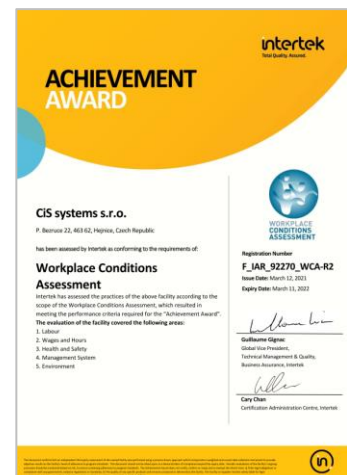 intertek
Total Quality. Assured.
ACHIEVEMENT
AWARD
CiS systems s.r.o.
P. Bezruce 22, 463 62, Hejnice, Czech Republic
has been assessed by Intertek as conforming to the requirements of:
Workplace Conditions
Assessment
Intertek has assessed the practices of the above facility according to the
scope of the Workplace Conditions Assessment, which resulted in
meeting the performance criteria required for the "Achievement Award".
The evaluation of the facility covered the following areas:
1. Labour
2. Wages and Hours
3. Health and Safety
4. Management System
5. Environment
WORKPLACE
CONDITIONS
ASSESSMENT
Registration Number
F_IAR_92270_WCA-R2
Issue Date: March 12, 2021
Expiry Date: March 11, 2022
Guillaume Gignac
Global Vice President,
Technical Management & Quality,
Business Assurance, Intertek
Cary Chan
Certification Administration Centre, Intertek
in